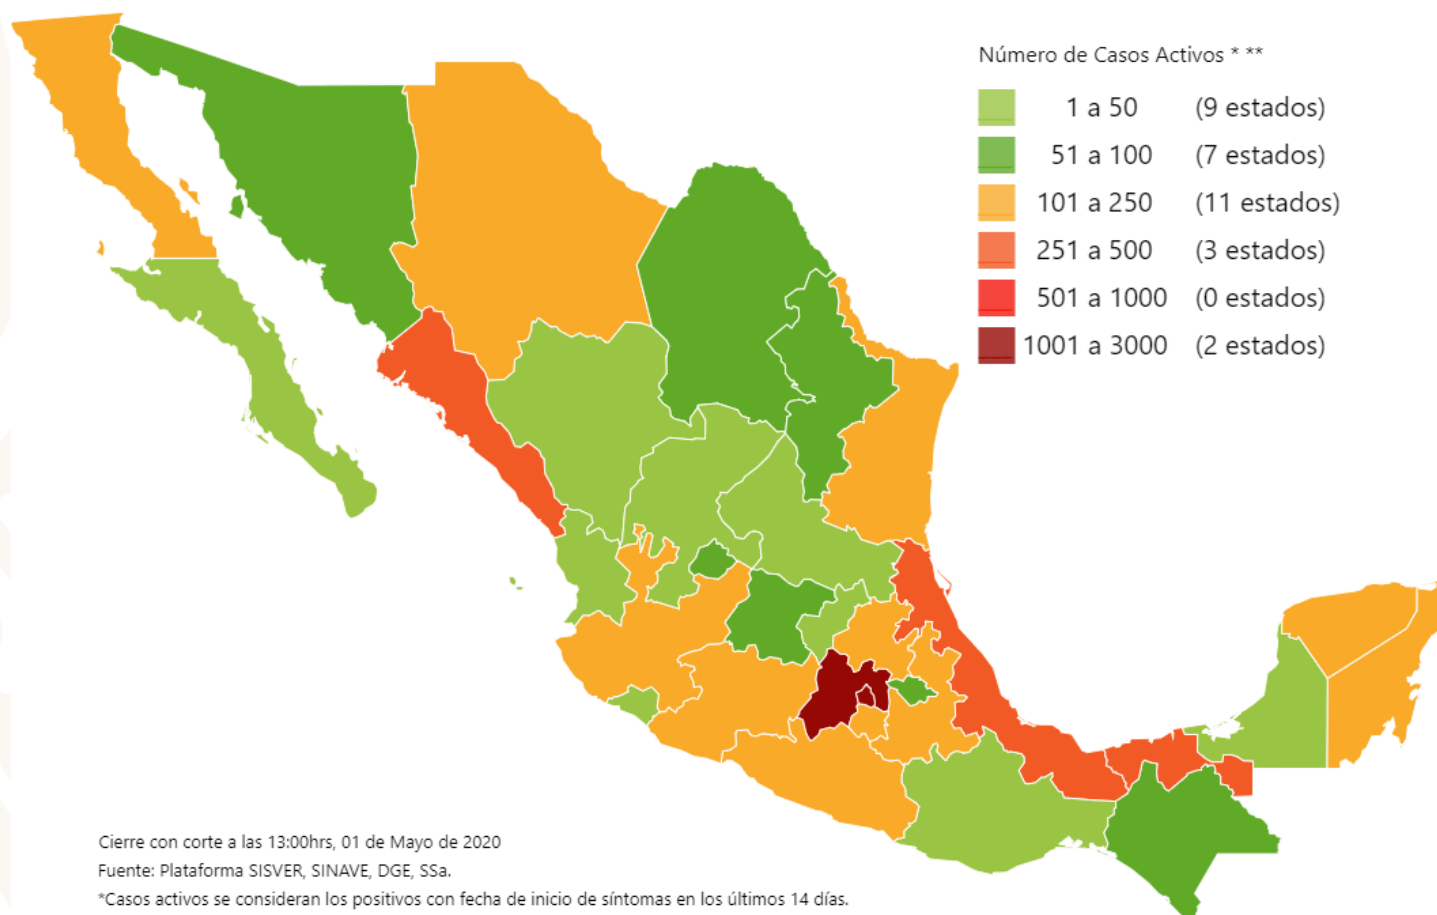 Número de Casos Activos * **
1 a 50 (9 estados)
51 a 100 (7 estados)
101 a 250 (11 estados)
251 a 500 (3 estados)
501 a 1000 (0 estados)
1001 a 3000 (2 estados)
Cierre con corte a las 13:00hrs, 01 de Mayo de 2020
Fuente: Plataforma SISVER, SINAVE, DGE, SSa.
*Casos activos se consideran los positivos con fecha de inicio de síntomas en los últimos 14 días.